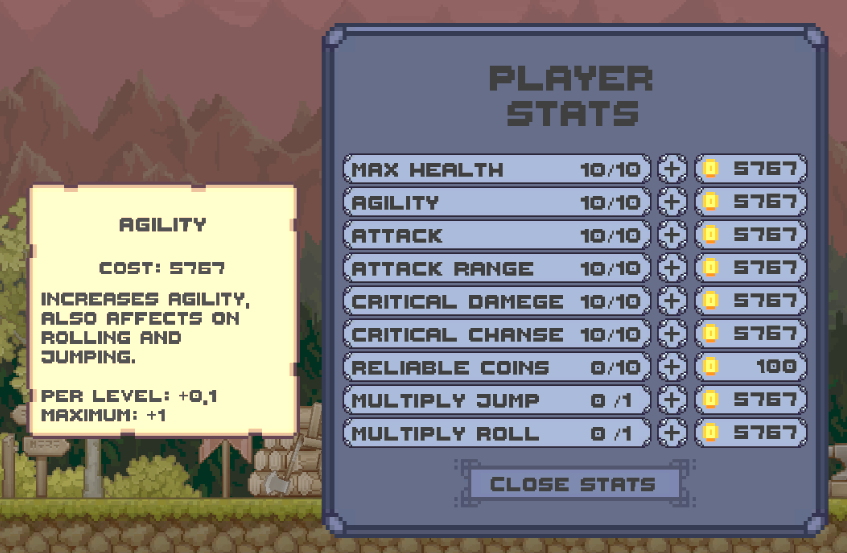 PLAYER
STATS
MAX HEALTH 10/10 + 5767
AGILITY 10/10 + 5767
ATTACK 10/10 + 5767
ATTACK RANGE 10/10 + 5767
CRITICAL DAMEGE 10/10 + 5767
CRITICAL CHANSE 10/10 + 5767
RELIABLE COINS 0/10 + 100
MULTIPLY JUMP 0 /1 + 5767
MULTIPLY ROLL 0 /1 + 5767
CLOSE STATS
AGILITY
COST: 5767
INCREASES AGILITY,
ALSO AFFECTS ON
ROLLING AND
JUMPING.
PER LEVEL: +0,1
MAXIMUM: +1